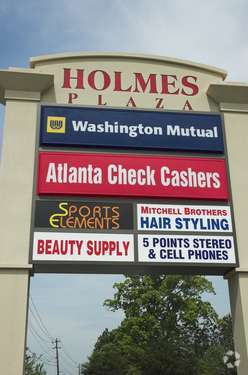 HOLMES
PLAZA
Washington Mutual
Atlanta Check Cashers
SPORTS
ELEMENTS
MITCHELL BROTHERS
HAIR STYLING
BEAUTY SUPPLY
5 POINTS STEREO
& CELL PHONES